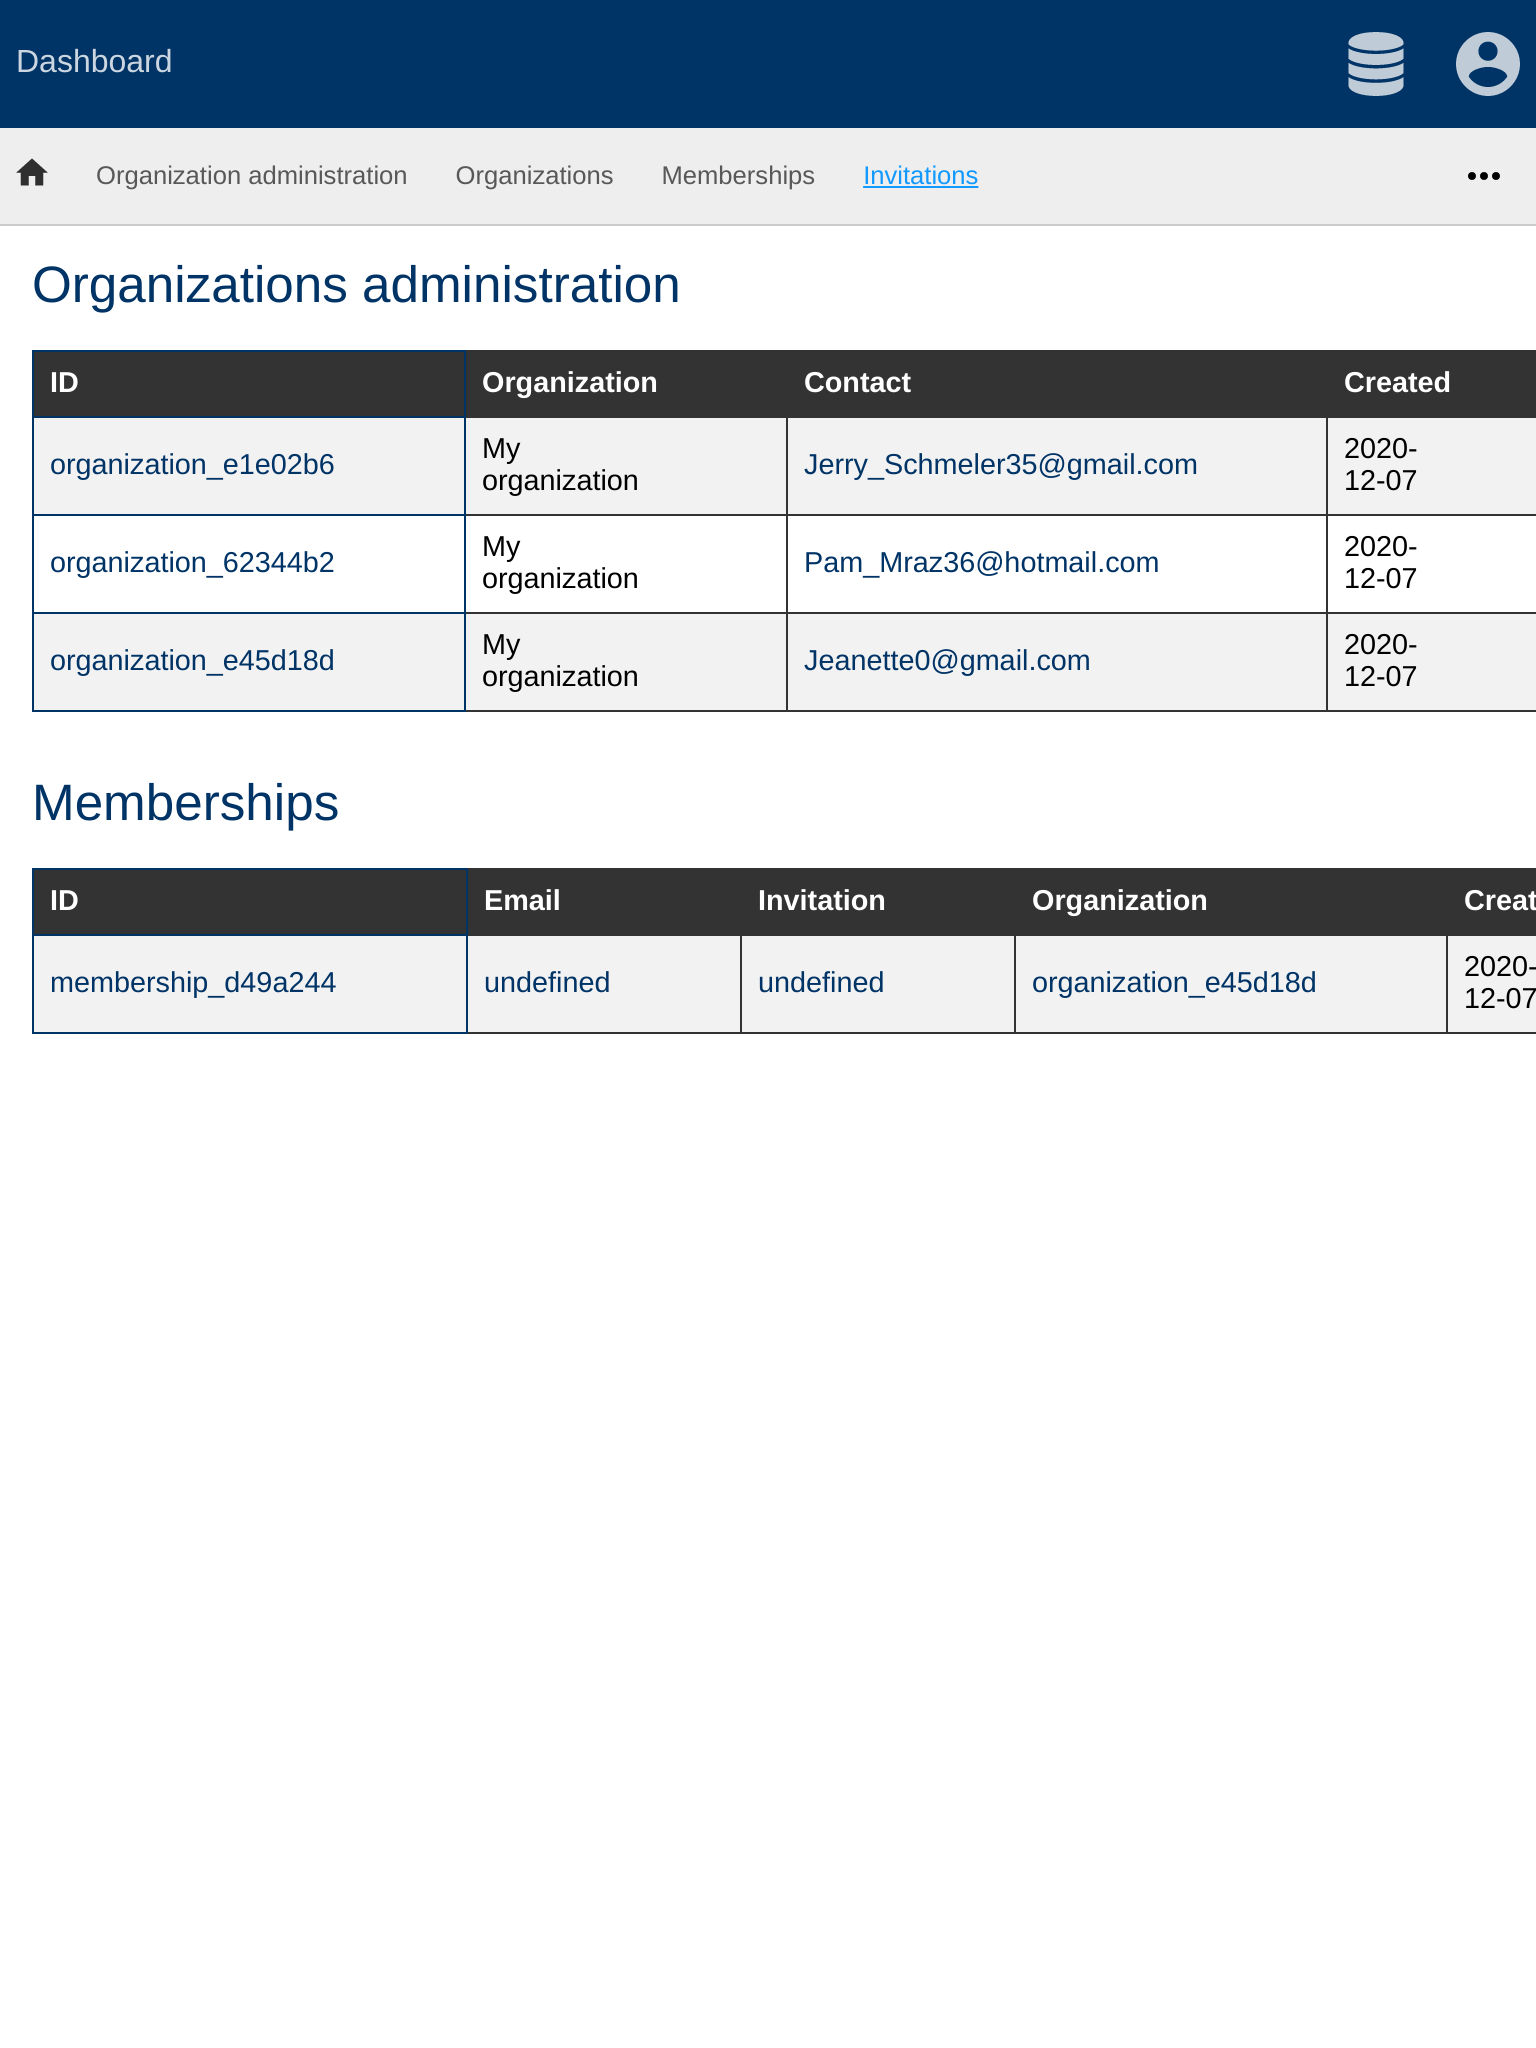 Dashboard
Organization administration Organizations Memberships Invitations
Organizations administration
ID Organization Contact Created
organization_e1e02b6 My organization Jerry_Schmeler35@gmail.com 2020-12-07
organization_62344b2 My organization Pam_Mraz36@hotmail.com 2020-12-07
organization_e45d18d My organization Jeanette0@gmail.com 2020-12-07
Memberships
ID Email Invitation Organization Creat
membership_d49a244 undefined undefined organization_e45d18d 2020-12-07